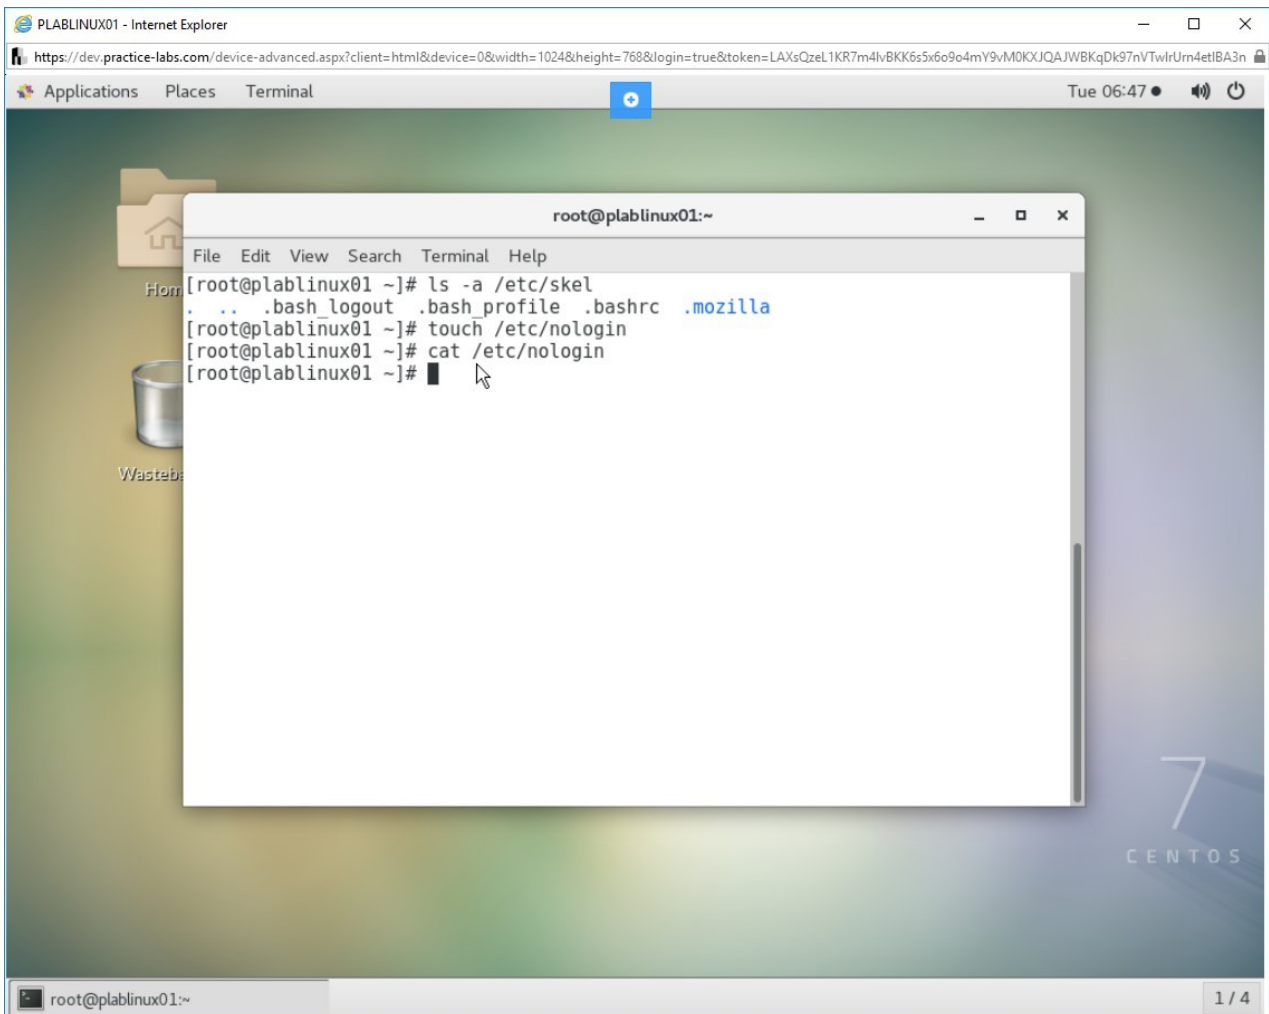 PLABLINUX01 - Internet Explorer
https://dev.practice-labs.com/device-advanced.aspx?client=html&device=0&width=1024&height=768&login=true&token=
Applications Places Terminal
Tue 06:47
root@plablinux01:~
File Edit View Search Terminal Help
[root@plablinux01 ~]# ls -a /etc/skel
. .. .bash_logout .bash_profile .bashrc .mozilla
[root@plablinux01 ~]# touch /etc/nologin
[root@plablinux01 ~]# cat /etc/nologin
[root@plablinux01 ~]#
Hom
Wasteb
7
CENTOS
root@plablinux01:~
1 / 4